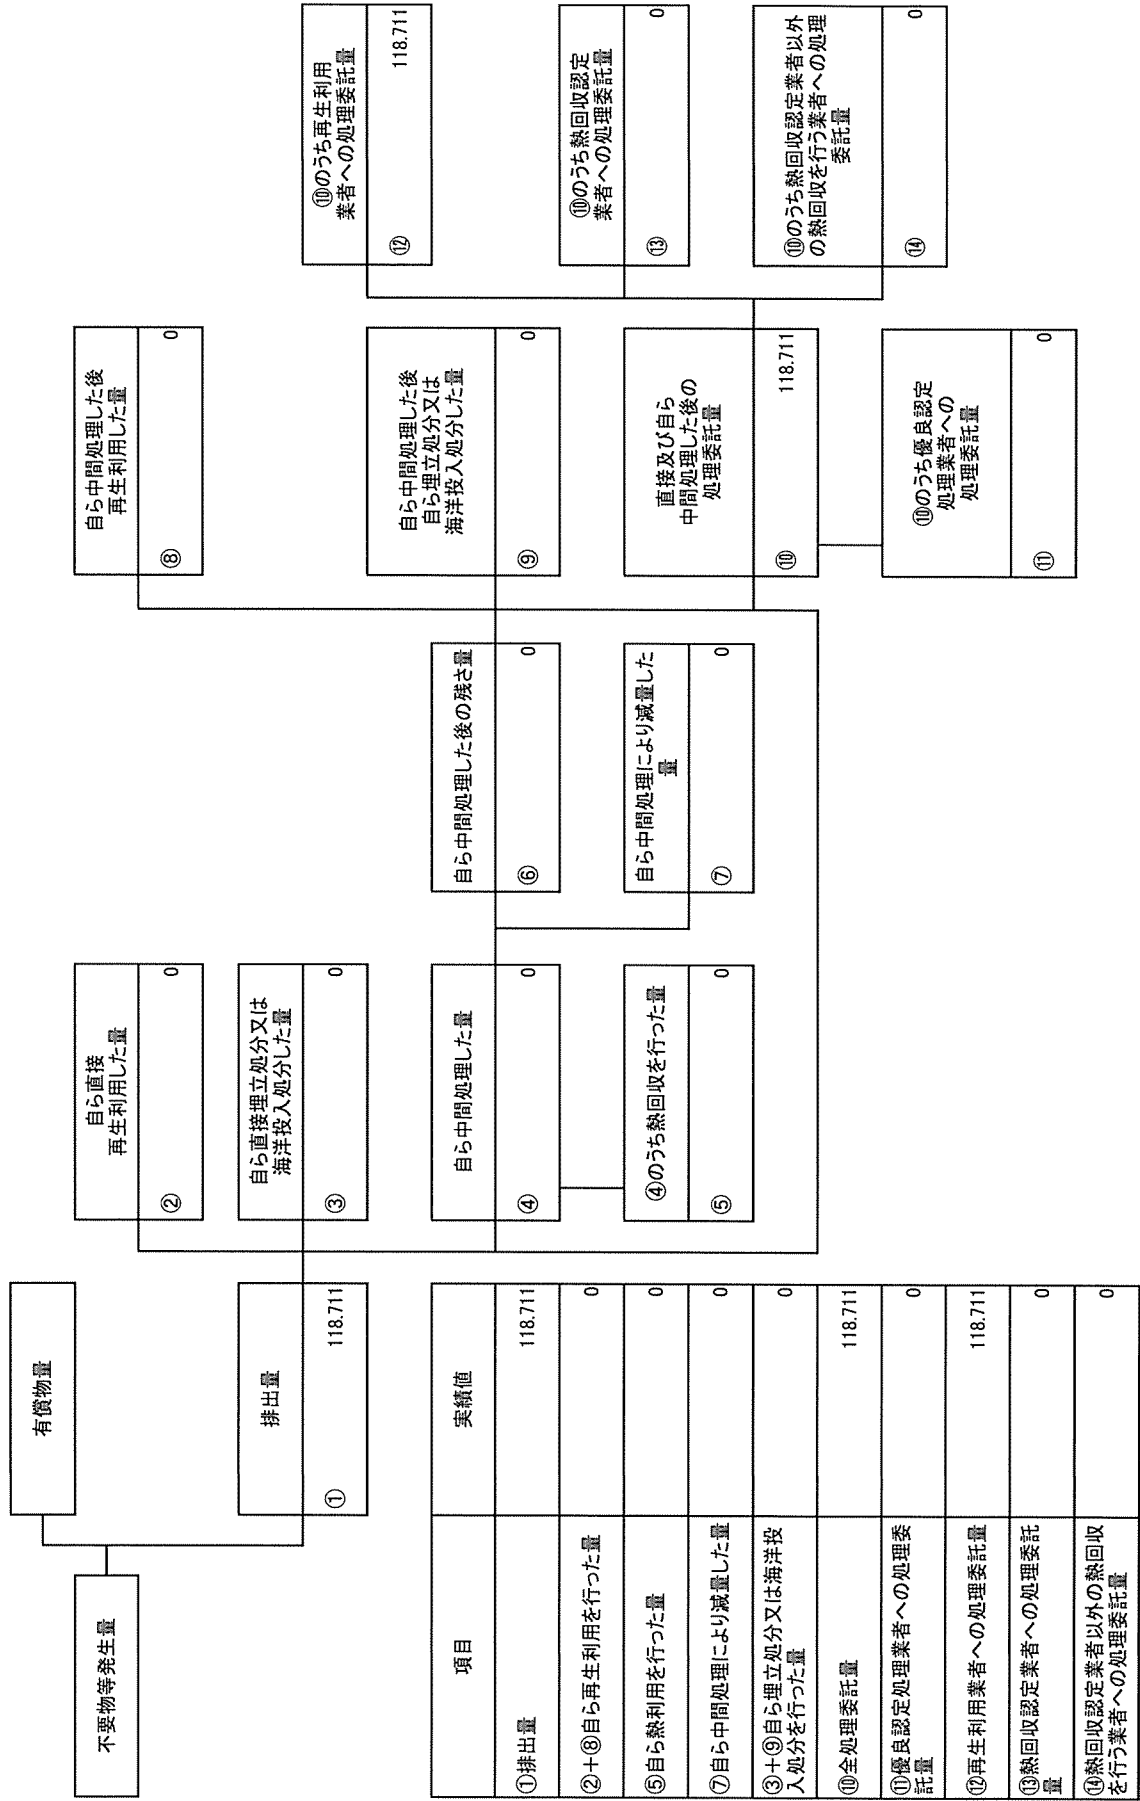 不要物等発生量
有償物量
排出量
① 118.711
自ら直接
再生利用した量
② 0
自ら直接埋立処分又は
海洋投入処分した量
③ 0
自ら中間処理した量
④ 0
④のうち熱回収を行った量
⑤ 0
自ら中間処理した後の残さ量
⑥ 0
自ら中間処理により減量した
量
⑦ 0
自ら中間処理した後
再生利用した量
⑧ 0
自ら中間処理した後
自ら埋立処分又は
海洋投入処分した量
⑨ 0
直接及び自ら
中間処理した後の
処理委託量
⑩ 118.711
⑩のうち優良認定
処理業者への
処理委託量
⑪ 0
⑩のうち再生利用
業者への処理委託量
⑫ 118.711
⑩のうち熱回収認定
業者への処理委託量
⑬ 0
⑩のうち熱回収認定業者以外
の熱回収を行う業者への処理
委託量
⑭ 0
項目 実績値
①排出量 118.711
②＋⑧自ら再生利用を行った量 0
⑤自ら熱利用を行った量 0
⑦自ら中間処理により減量した量 0
③＋⑨自ら埋立処分又は海洋投
入処分を行った量 0
⑩全処理委託量 118.711
⑪優良認定処理業者への処理委
託量 0
⑫再生利用業者への処理委託量 118.711
⑬熱回収認定業者への処理委託
量 0
⑭熱回収認定業者以外の熱回収
を行う業者への処理委託量 0